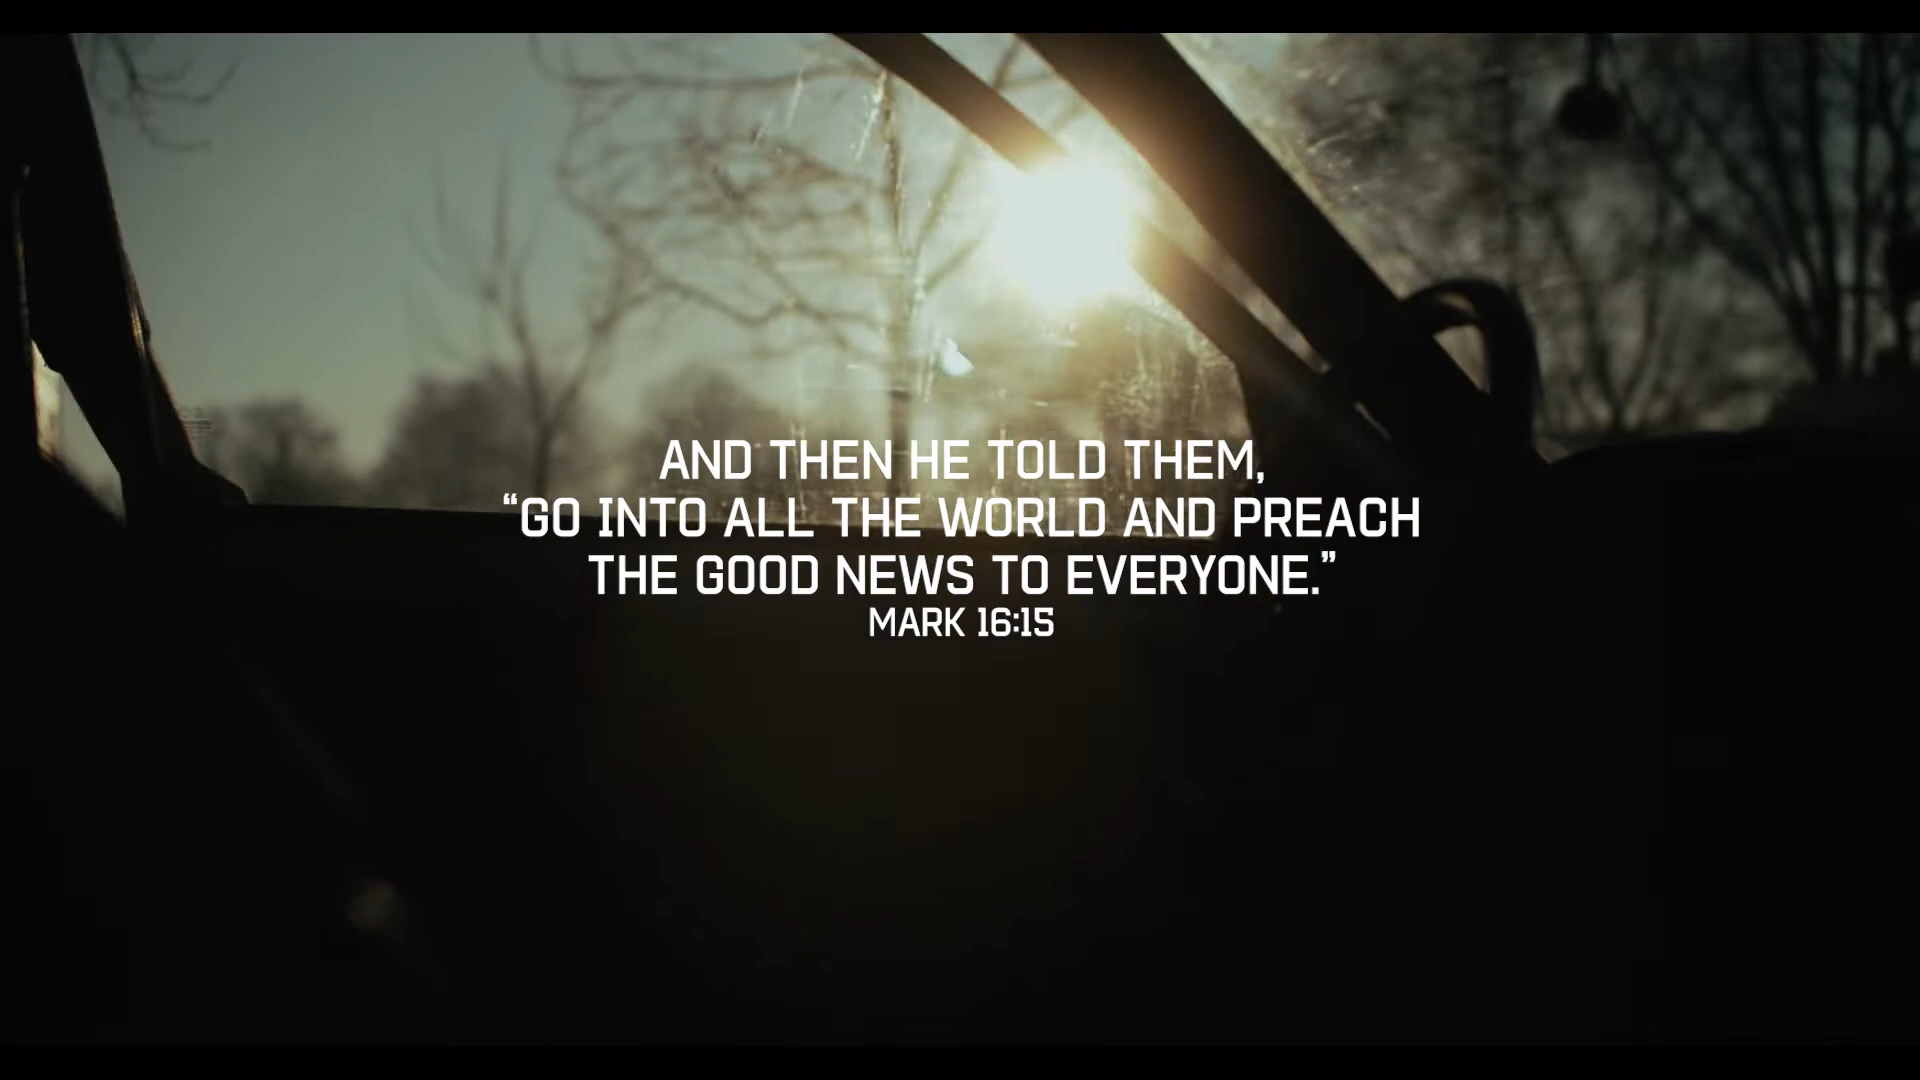 AND THEN HE TOLD THEM,
“GO INTO ALL THE WORLD AND PREACH
THE GOOD NEWS TO EVERYONE.”
MARK 16:15